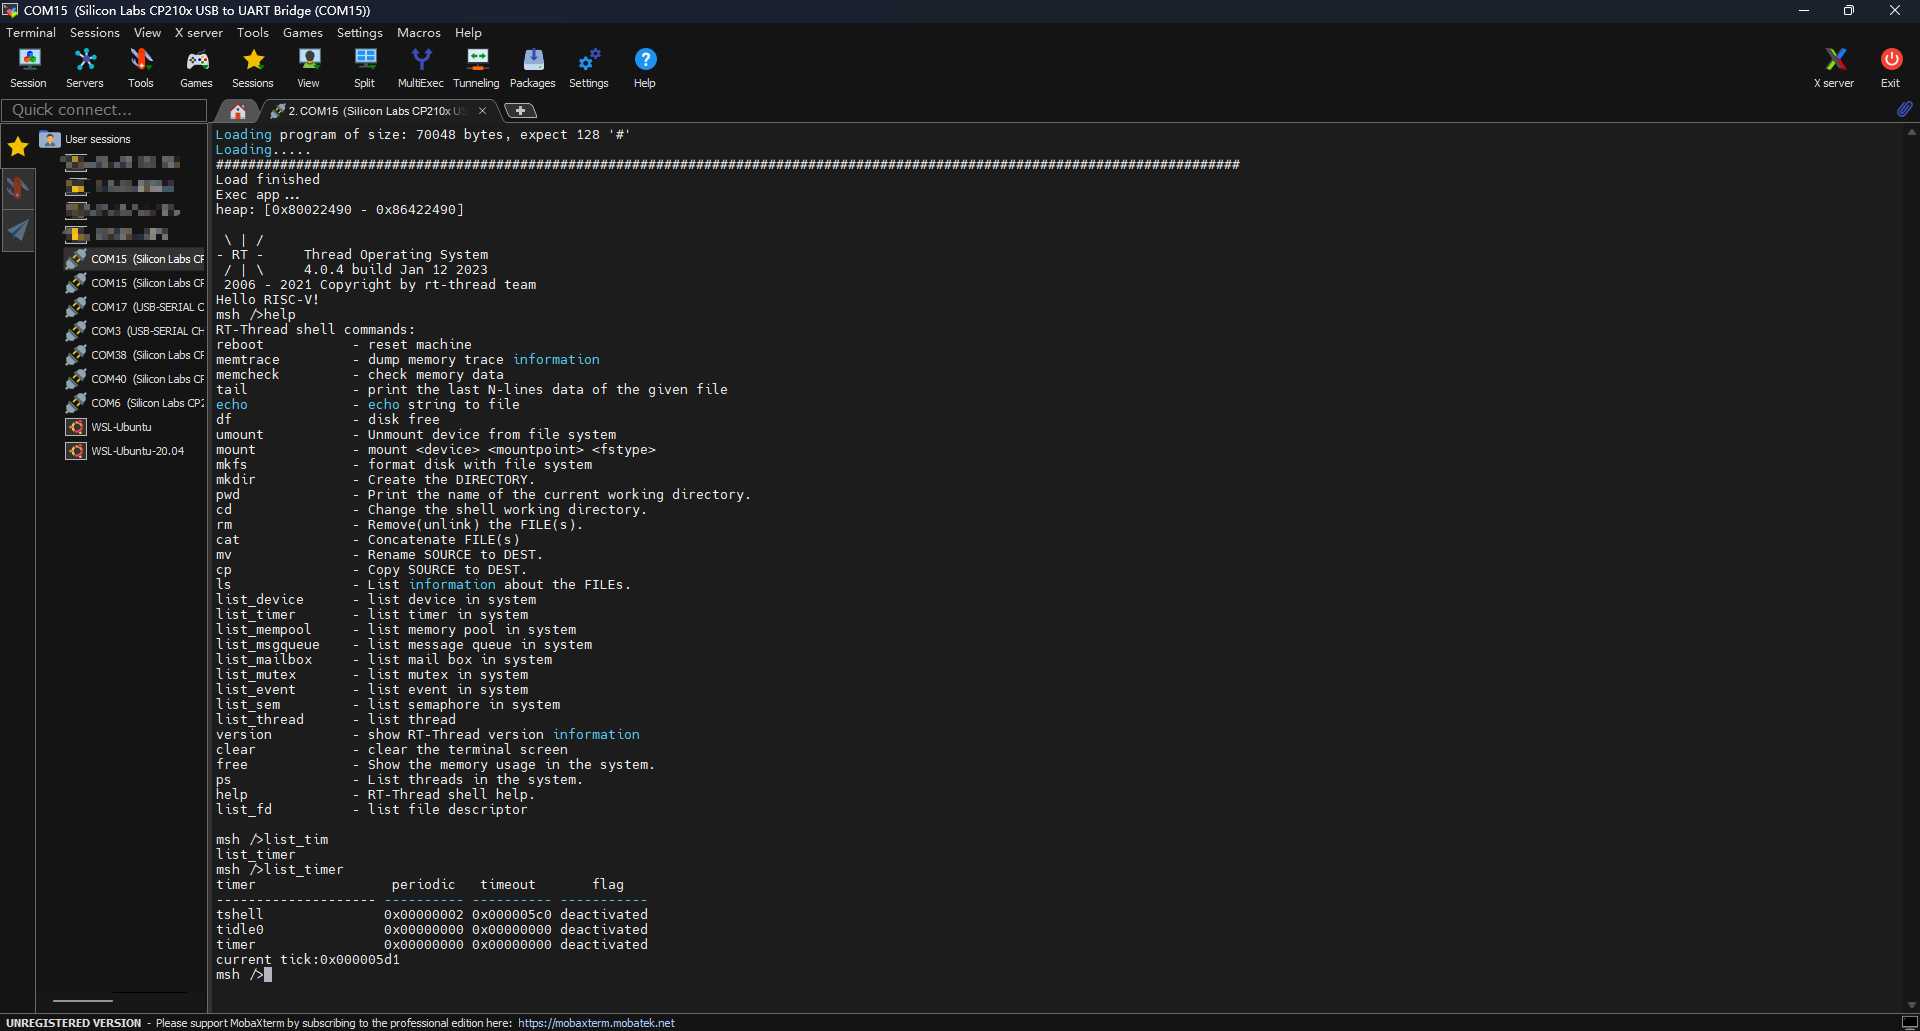 COM15 (Silicon Labs CP210x USB to UART Bridge (COM15))
Terminal Sessions View X server Tools Games Settings Macros Help
Session Servers Tools Games Sessions View Split MultiExec Tunneling Packages Settings Help X server Exit
Quick connect...
2. COM15 (Silicon Labs CP210x US
User sessions
COM15 (Silicon Labs CP
COM15 (Silicon Labs CP
COM17 (USB-SERIAL C
COM3 (USB-SERIAL CH
COM38 (Silicon Labs CP
COM40 (Silicon Labs CP
COM6 (Silicon Labs CP2
WSL-Ubuntu
WSL-Ubuntu-20.04
Loading program of size: 70048 bytes, expect 128 '#'
Loading.....
################################################################################################################################
Load finished
Exec app...
heap: [0x80022490 - 0x86422490]
\ | /
- RT -     Thread Operating System
/ | \     4.0.4 build Jan 12 2023
2006 - 2021 Copyright by rt-thread team
Hello RISC-V!
msh />help
RT-Thread shell commands:
reboot           - reset machine
memtrace         - dump memory trace information
memcheck         - check memory data
tail             - print the last N-lines data of the given file
echo             - echo string to file
df               - disk free
umount           - Unmount device from file system
mount            - mount <device> <mountpoint> <fstype>
mkfs             - format disk with file system
mkdir            - Create the DIRECTORY.
pwd              - Print the name of the current working directory.
cd               - Change the shell working directory.
rm               - Remove(unlink) the FILE(s).
cat              - Concatenate FILE(s)
mv               - Rename SOURCE to DEST.
cp               - Copy SOURCE to DEST.
ls               - List information about the FILEs.
list_device      - list device in system
list_timer       - list timer in system
list_mempool     - list memory pool in system
list_msgqueue    - list message queue in system
list_mailbox     - list mail box in system
list_mutex       - list mutex in system
list_event       - list event in system
list_sem         - list semaphore in system
list_thread      - list thread
version          - show RT-Thread version information
clear            - clear the terminal screen
free             - Show the memory usage in the system.
ps               - List threads in the system.
help             - RT-Thread shell help.
list_fd          - list file descriptor
msh />list_tim
list_timer
msh />list_timer
timer                 periodic   timeout       flag
-------------------- ---------- ---------- -----------
tshell               0x00000002 0x000005c0 deactivated
tidle0               0x00000000 0x00000000 deactivated
timer                0x00000000 0x00000000 deactivated
current tick:0x000005d1
msh />
UNREGISTERED VERSION - Please support MobaXterm by subscribing to the professional edition here: https://mobaxterm.mobatek.net